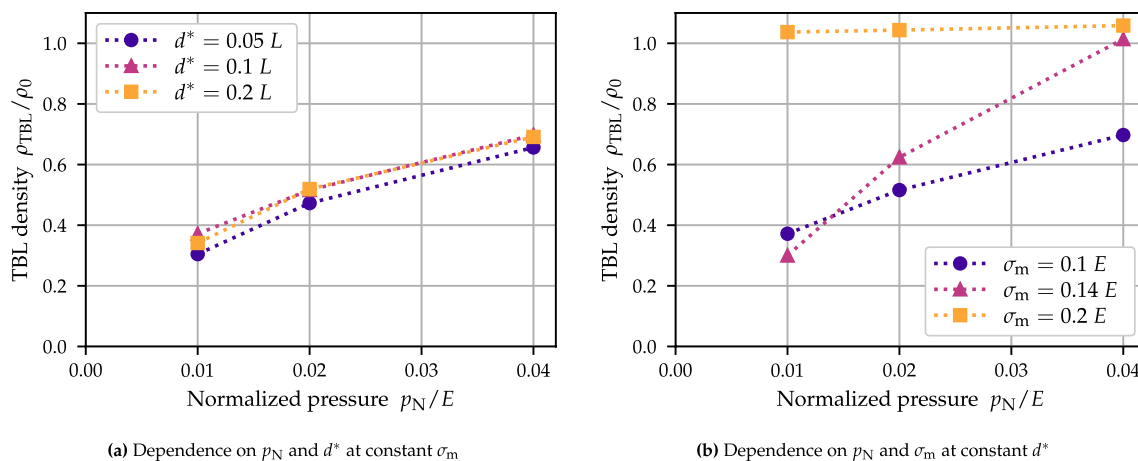 1.0
0.8
0.6
0.4
0.2
0.0
TBL density ρTBL/ρ0
d* = 0.05 L
d* = 0.1 L
d* = 0.2 L
0.00 0.01 0.02 0.03 0.04
Normalized pressure pN/E
(a) Dependence on pN and d* at constant σm
1.0
0.8
0.6
0.4
0.2
0.0
TBL density ρTBL/ρ0
σm = 0.1 E
σm = 0.14 E
σm = 0.2 E
0.00 0.01 0.02 0.03 0.04
Normalized pressure pN/E
(b) Dependence on pN and σm at constant d*